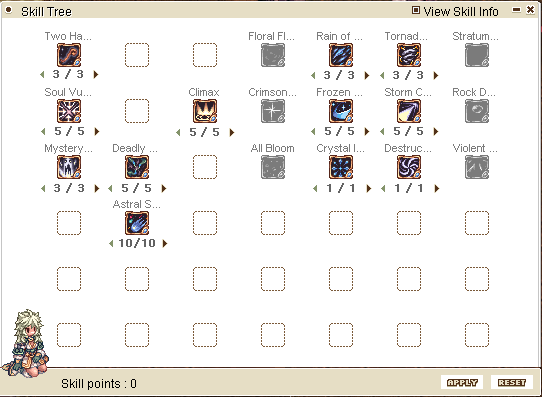 Skill Tree
View Skill Info
Two Ha...
Floral Fl...
Rain of ...
Tornad...
Stratum...
3 / 3
3 / 3
3 / 3
Soul Vu...
Climax
Crimson...
Frozen ...
Storm C...
Rock D...
5 / 5
5 / 5
5 / 5
5 / 5
Mystery...
Deadly ...
All Bloom
Crystal I...
Destruc...
Violent ...
3 / 3
5 / 5
1 / 1
1 / 1
Astral S...
10/10
Skill points : 0
APPLY
RESET